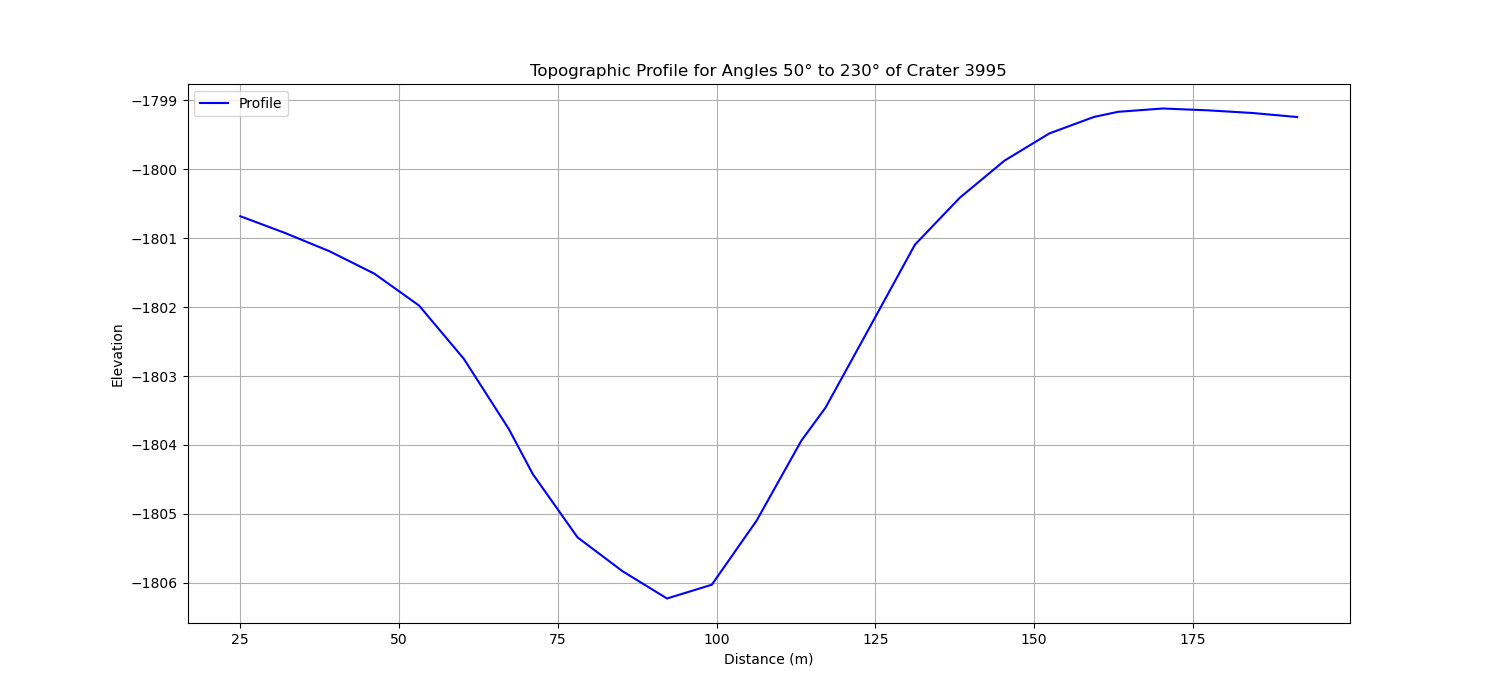 Topographic Profile for Angles 50° to 230° of Crater 3995
Profile
−1799
−1800
−1801
−1802
−1803
−1804
−1805
−1806
Elevation
25 50 75 100 125 150 175
Distance (m)